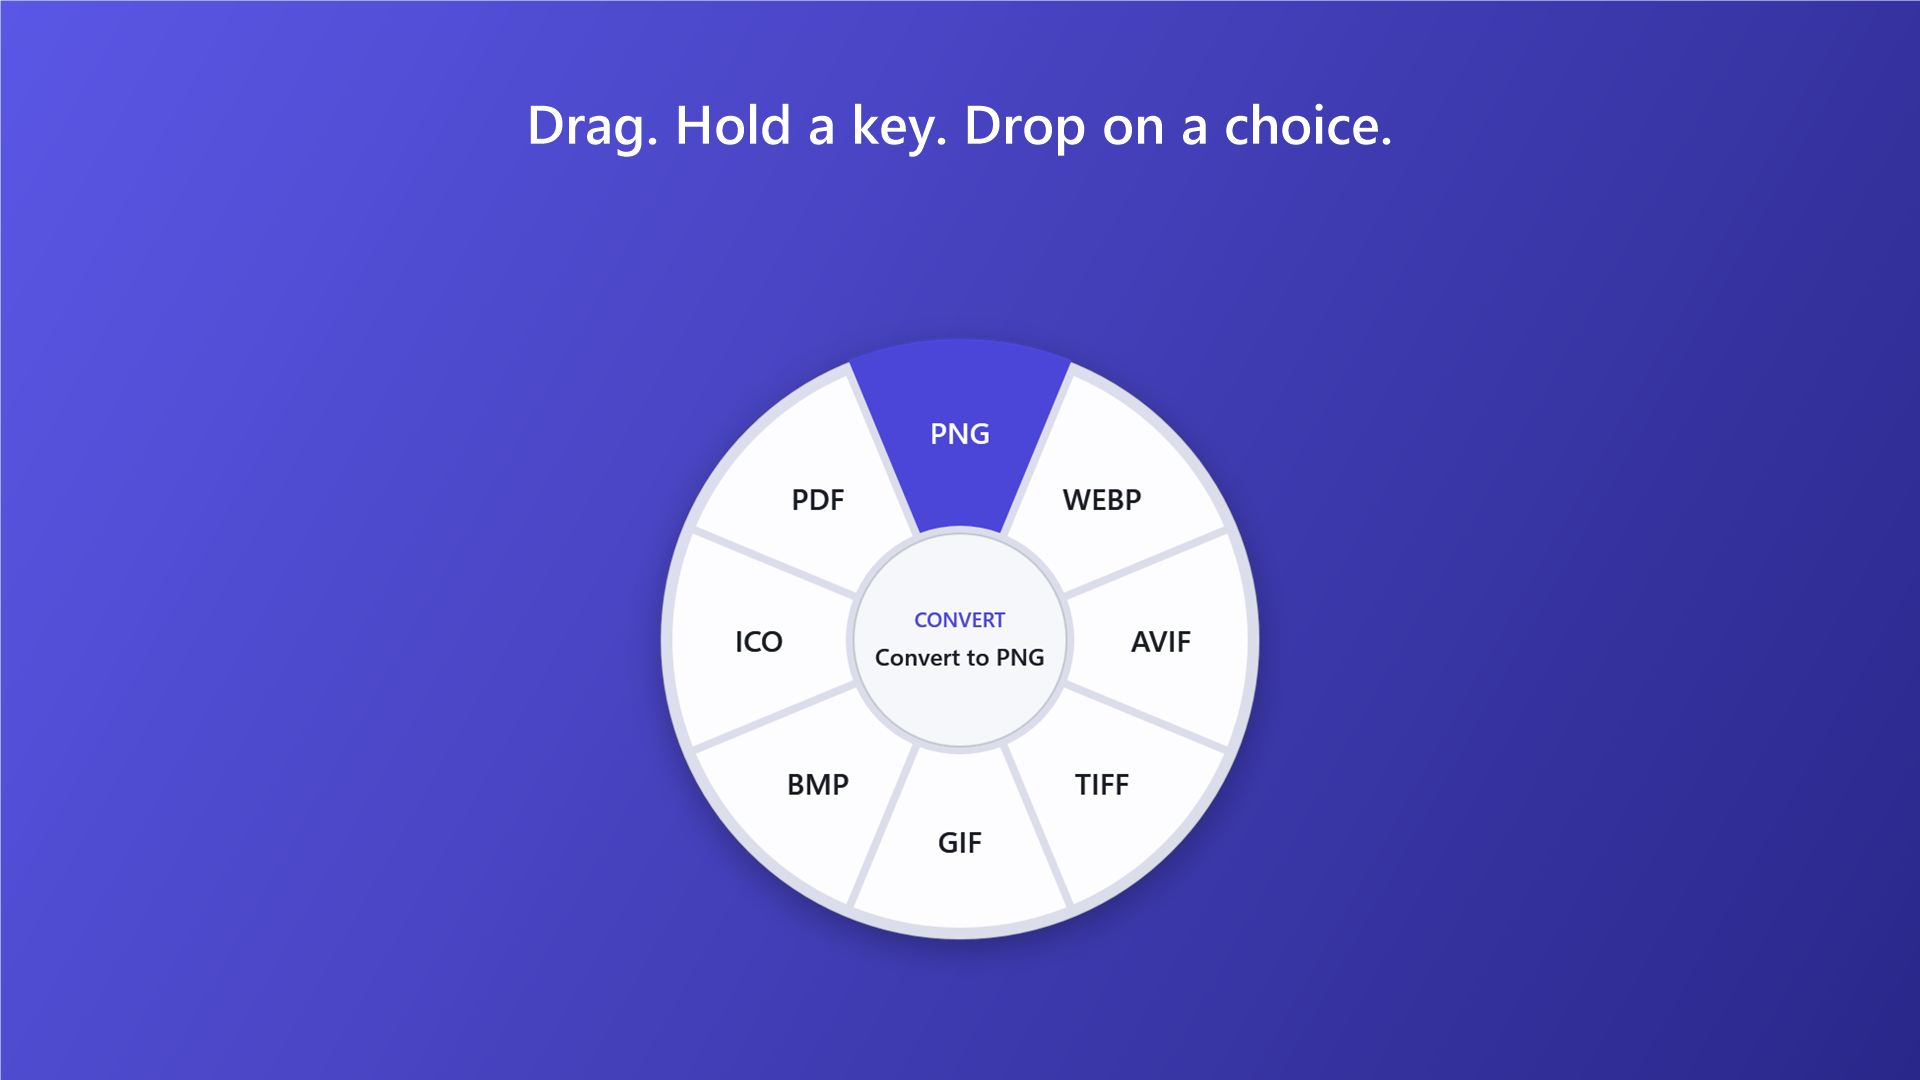 Drag. Hold a key. Drop on a choice.
PNG
PDF
WEBP
CONVERT
ICO
AVIF
Convert to PNG
BMP
TIFF
GIF